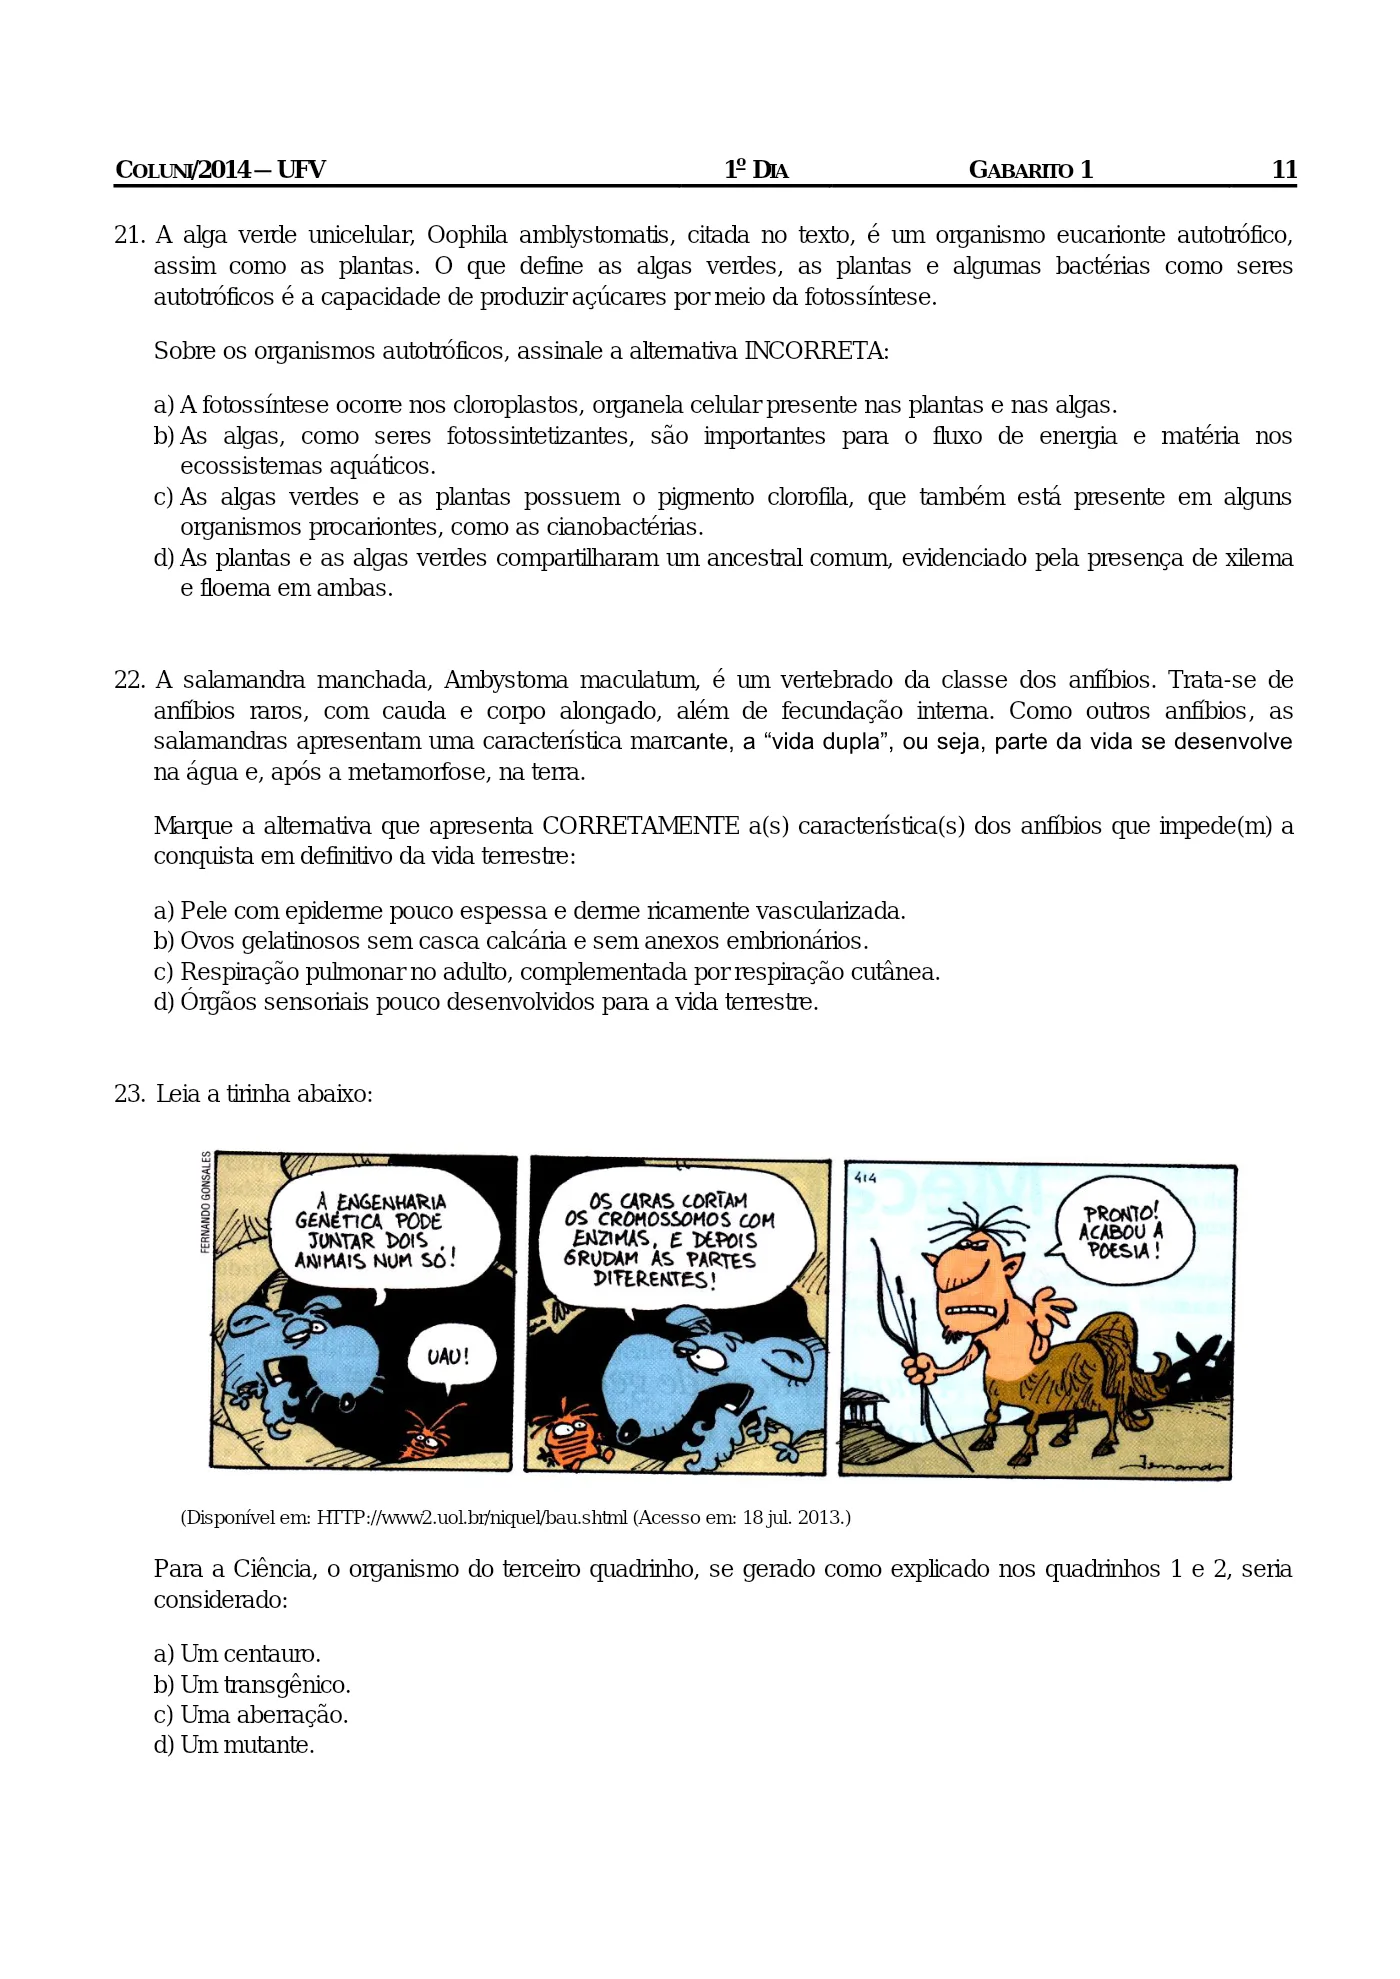 COLUNI/2014 – UFV 1º DIA GABARITO 1 11
21. A alga verde unicelular, Oophila amblystomatis, citada no texto, é um organismo eucarionte autotrófico,
assim como as plantas. O que define as algas verdes, as plantas e algumas bactérias como seres
autotróficos é a capacidade de produzir açúcares por meio da fotossíntese.
Sobre os organismos autotróficos, assinale a alternativa INCORRETA:
a) A fotossíntese ocorre nos cloroplastos, organela celular presente nas plantas e nas algas.
b) As algas, como seres fotossintetizantes, são importantes para o fluxo de energia e matéria nos
ecossistemas aquáticos.
c) As algas verdes e as plantas possuem o pigmento clorofila, que também está presente em alguns
organismos procariontes, como as cianobactérias.
d) As plantas e as algas verdes compartilharam um ancestral comum, evidenciado pela presença de xilema
e floema em ambas.
22. A salamandra manchada, Ambystoma maculatum, é um vertebrado da classe dos anfíbios. Trata-se de
anfíbios raros, com cauda e corpo alongado, além de fecundação interna. Como outros anfíbios, as
salamandras apresentam uma característica marcante, a “vida dupla”, ou seja, parte da vida se desenvolve
na água e, após a metamorfose, na terra.
Marque a alternativa que apresenta CORRETAMENTE a(s) característica(s) dos anfíbios que impede(m) a
conquista em definitivo da vida terrestre:
a) Pele com epiderme pouco espessa e derme ricamente vascularizada.
b) Ovos gelatinosos sem casca calcária e sem anexos embrionários.
c) Respiração pulmonar no adulto, complementada por respiração cutânea.
d) Órgãos sensoriais pouco desenvolvidos para a vida terrestre.
23. Leia a tirinha abaixo:
FERNANDO GONSALES
A ENGENHARIA
GENÉTICA PODE
JUNTAR DOIS
ANIMAIS NUM SÓ!
UAU!
OS CARAS CORTAM
OS CROMOSSOMOS COM
ENZIMAS, E DEPOIS
GRUDAM AS PARTES
DIFERENTES!
414
PRONTO!
ACABOU A
POESIA!
(Disponível em: HTTP://www2.uol.br/niquel/bau.shtml (Acesso em: 18 jul. 2013.)
Para a Ciência, o organismo do terceiro quadrinho, se gerado como explicado nos quadrinhos 1 e 2, seria
considerado:
a) Um centauro.
b) Um transgênico.
c) Uma aberração.
d) Um mutante.